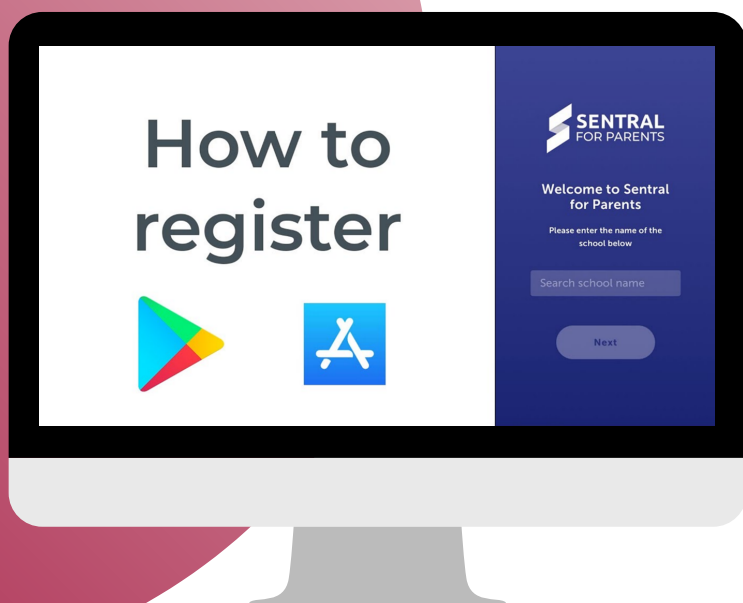 How to
register
SENTRAL
FOR PARENTS
Welcome to Sentral
for Parents
Please enter the name of the
school below
Search school name
Next